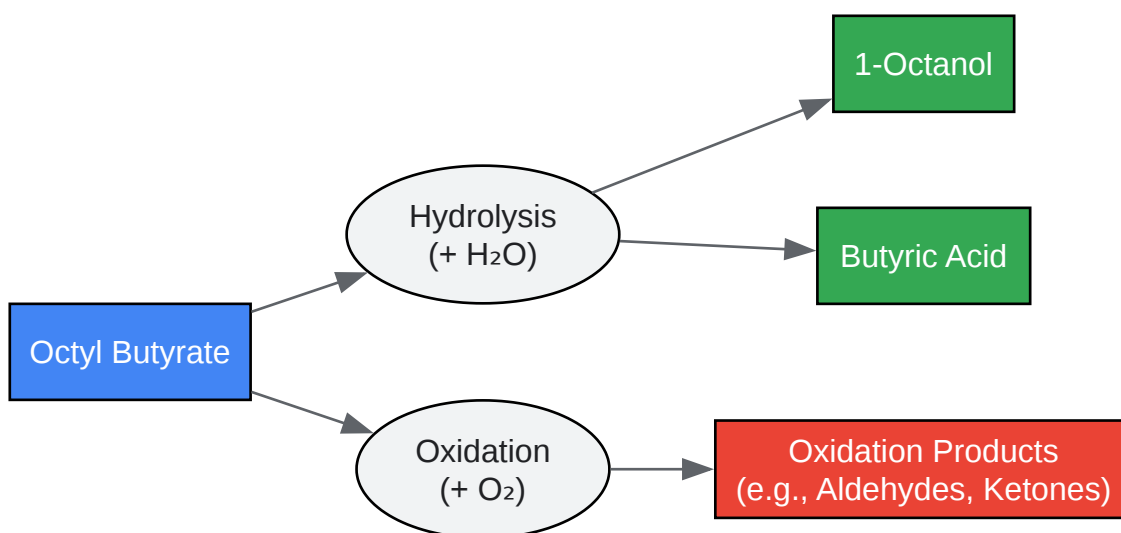 1-Octanol
Hydrolysis
(+ H₂O)
Butyric Acid
Octyl Butyrate
Oxidation
(+ O₂)
Oxidation Products
(e.g., Aldehydes, Ketones)